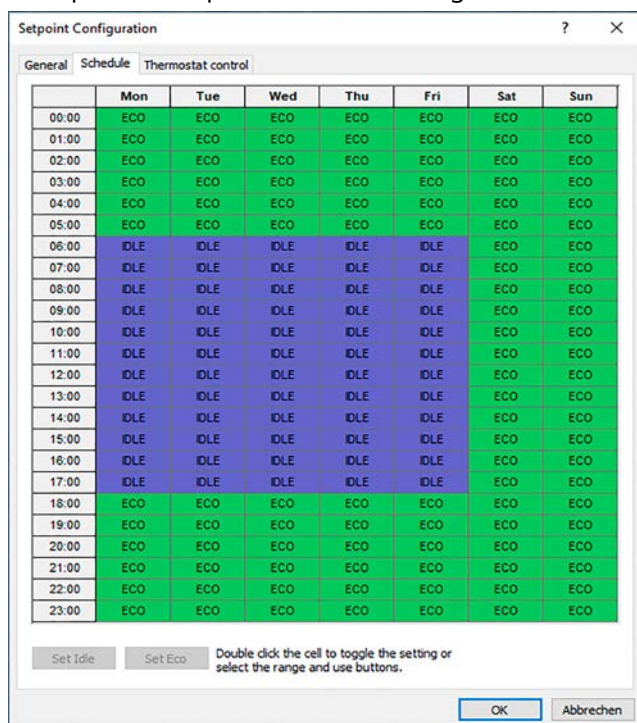 Setpoint Configuration ? X
General Schedule Thermostat control
Mon Tue Wed Thu Fri Sat Sun
00:00 ECO ECO ECO ECO ECO ECO ECO
01:00 ECO ECO ECO ECO ECO ECO ECO
02:00 ECO ECO ECO ECO ECO ECO ECO
03:00 ECO ECO ECO ECO ECO ECO ECO
04:00 ECO ECO ECO ECO ECO ECO ECO
05:00 ECO ECO ECO ECO ECO ECO ECO
06:00 IDLE IDLE IDLE IDLE IDLE ECO ECO
07:00 IDLE IDLE IDLE IDLE IDLE ECO ECO
08:00 IDLE IDLE IDLE IDLE IDLE ECO ECO
09:00 IDLE IDLE IDLE IDLE IDLE ECO ECO
10:00 IDLE IDLE IDLE IDLE IDLE ECO ECO
11:00 IDLE IDLE IDLE IDLE IDLE ECO ECO
12:00 IDLE IDLE IDLE IDLE IDLE ECO ECO
13:00 IDLE IDLE IDLE IDLE IDLE ECO ECO
14:00 IDLE IDLE IDLE IDLE IDLE ECO ECO
15:00 IDLE IDLE IDLE IDLE IDLE ECO ECO
16:00 IDLE IDLE IDLE IDLE IDLE ECO ECO
17:00 IDLE IDLE IDLE IDLE IDLE ECO ECO
18:00 ECO ECO ECO ECO ECO ECO ECO
19:00 ECO ECO ECO ECO ECO ECO ECO
20:00 ECO ECO ECO ECO ECO ECO ECO
21:00 ECO ECO ECO ECO ECO ECO ECO
22:00 ECO ECO ECO ECO ECO ECO ECO
23:00 ECO ECO ECO ECO ECO ECO ECO
Set Idle Set Eco Double click the cell to toggle the setting or
select the range and use buttons.
OK Abbrechen